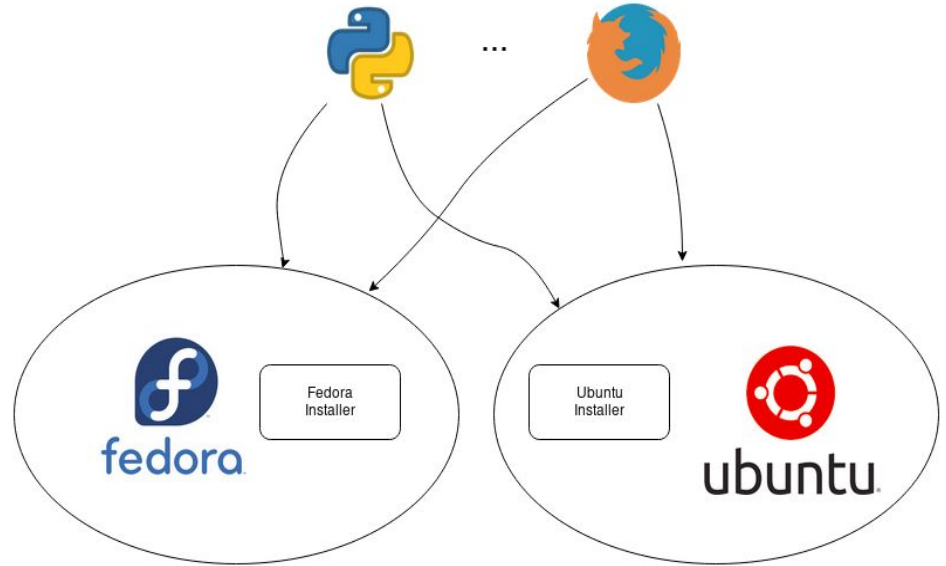 ...
Fedora
Installer
Ubuntu
Installer
fedora
ubuntu